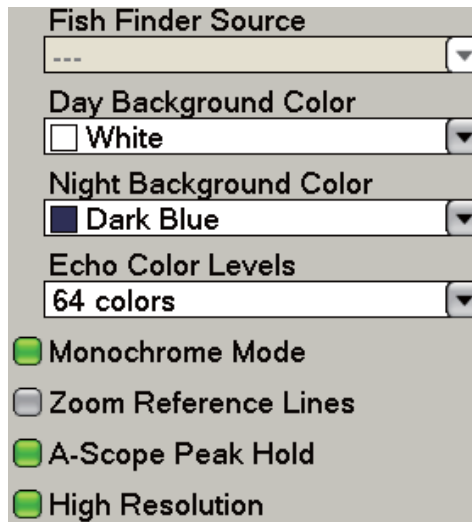 Fish Finder Source
---
Day Background Color
White
Night Background Color
Dark Blue
Echo Color Levels
64 colors
Monochrome Mode
Zoom Reference Lines
A-Scope Peak Hold
High Resolution